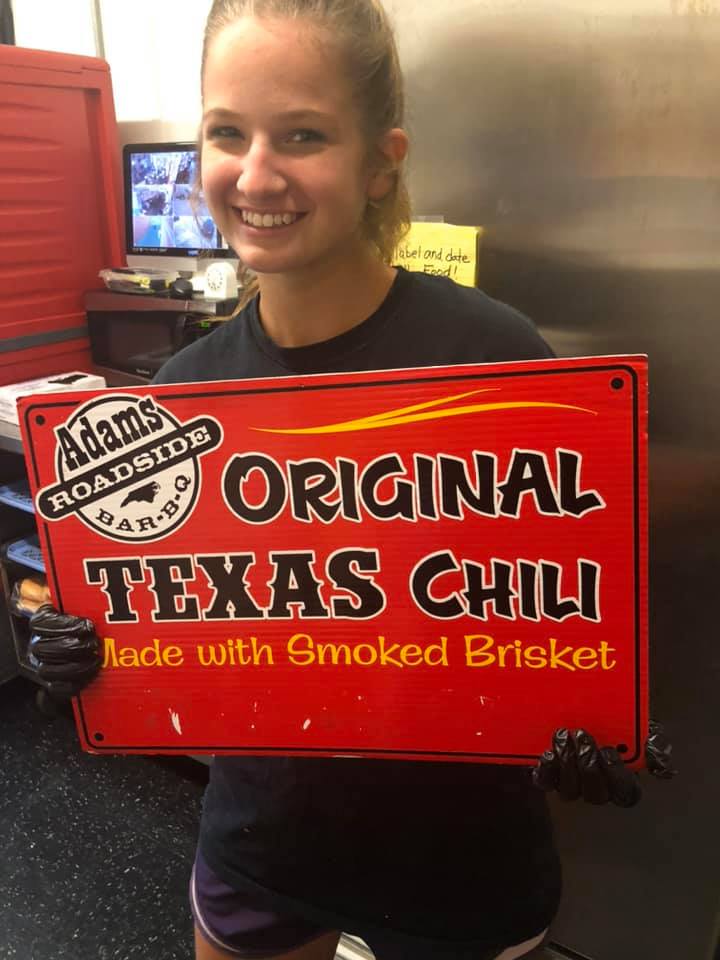 label and date
Food!
Adams
ROADSIDE
BAR-B-Q
ORIGINAL
TEXAS CHILI
Made with Smoked Brisket